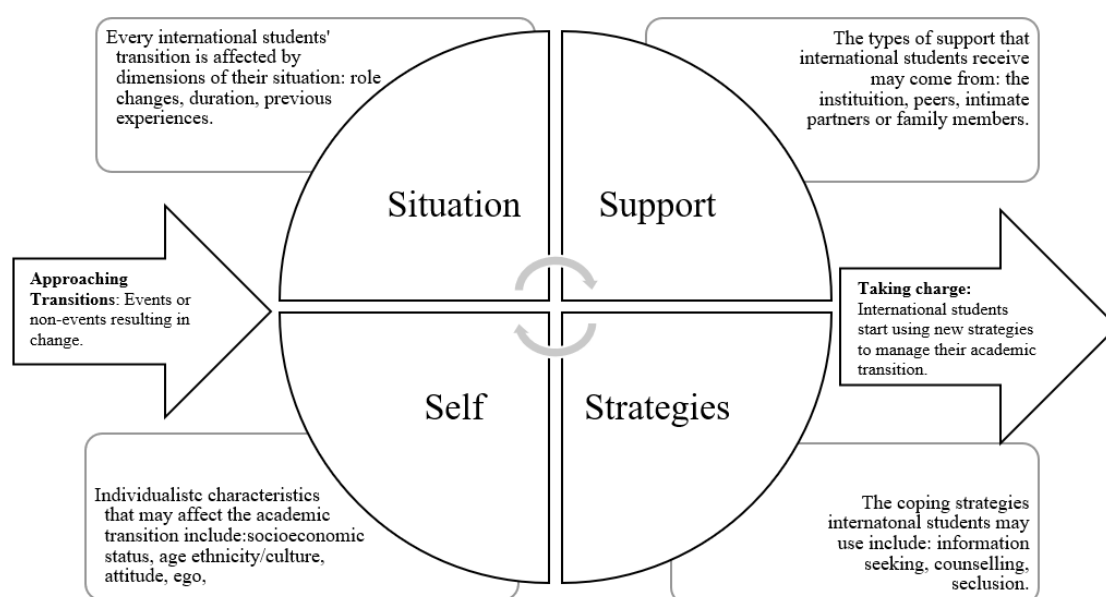 Every international students'
transition is affected by
dimensions of their situation: role
changes, duration, previous
experiences.
The types of support that
international students receive
may come from: the
instituition, peers, intimate
partners or family members.
Situation
Support
Approaching
Transitions: Events or
non-events resulting in
change.
Taking charge:
International students
start using new strategies
to manage their academic
transition.
Self
Strategies
Individualistc characteristics
that may affect the academic
transition include:socioeconomic
status, age ethnicity/culture,
attitude, ego,
The coping strategies
internatonal students may
use include: information
seeking, counselling,
seclusion.